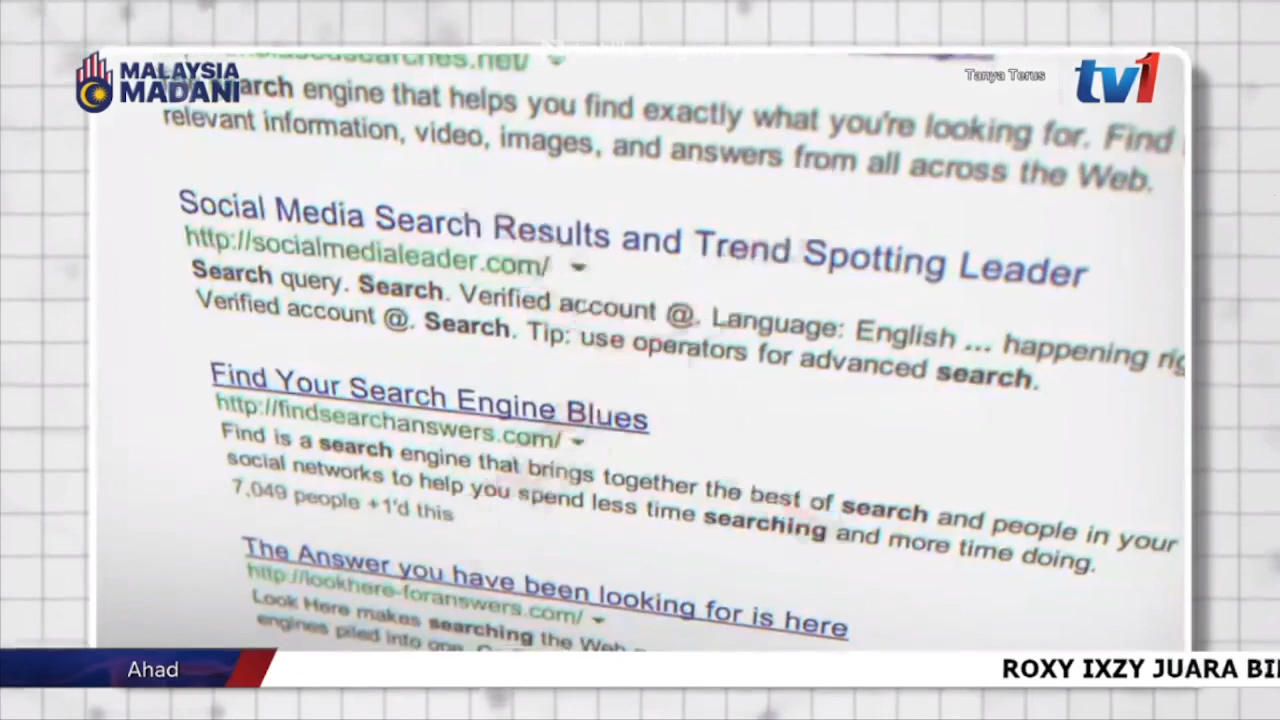 MALAYSIA
MADANI
Tanya Terus
tv1
engine that helps you find exactly what you're looking for. Find
relevant information, video, images, and answers from all across the Web.
Social Media Search Results and Trend Spotting Leader
http://socialmedialeader.com/
Search query. Search. Verified account @. Language: English ... happening
Verified account @. Search. Tip: use operators for advanced search.
Find Your Search Engine Blues
http://findsearchanswers.com/
Find is a search engine that brings together the best of search and people in your
social networks to help you spend less time searching and more time doing.
7,049 people +1'd this
The Answer you have been looking for is here
http://lookhere-foranswers.com/
Look Here makes searching the Web
engines piled into one.
Ahad
ROXY IXZY JUARA